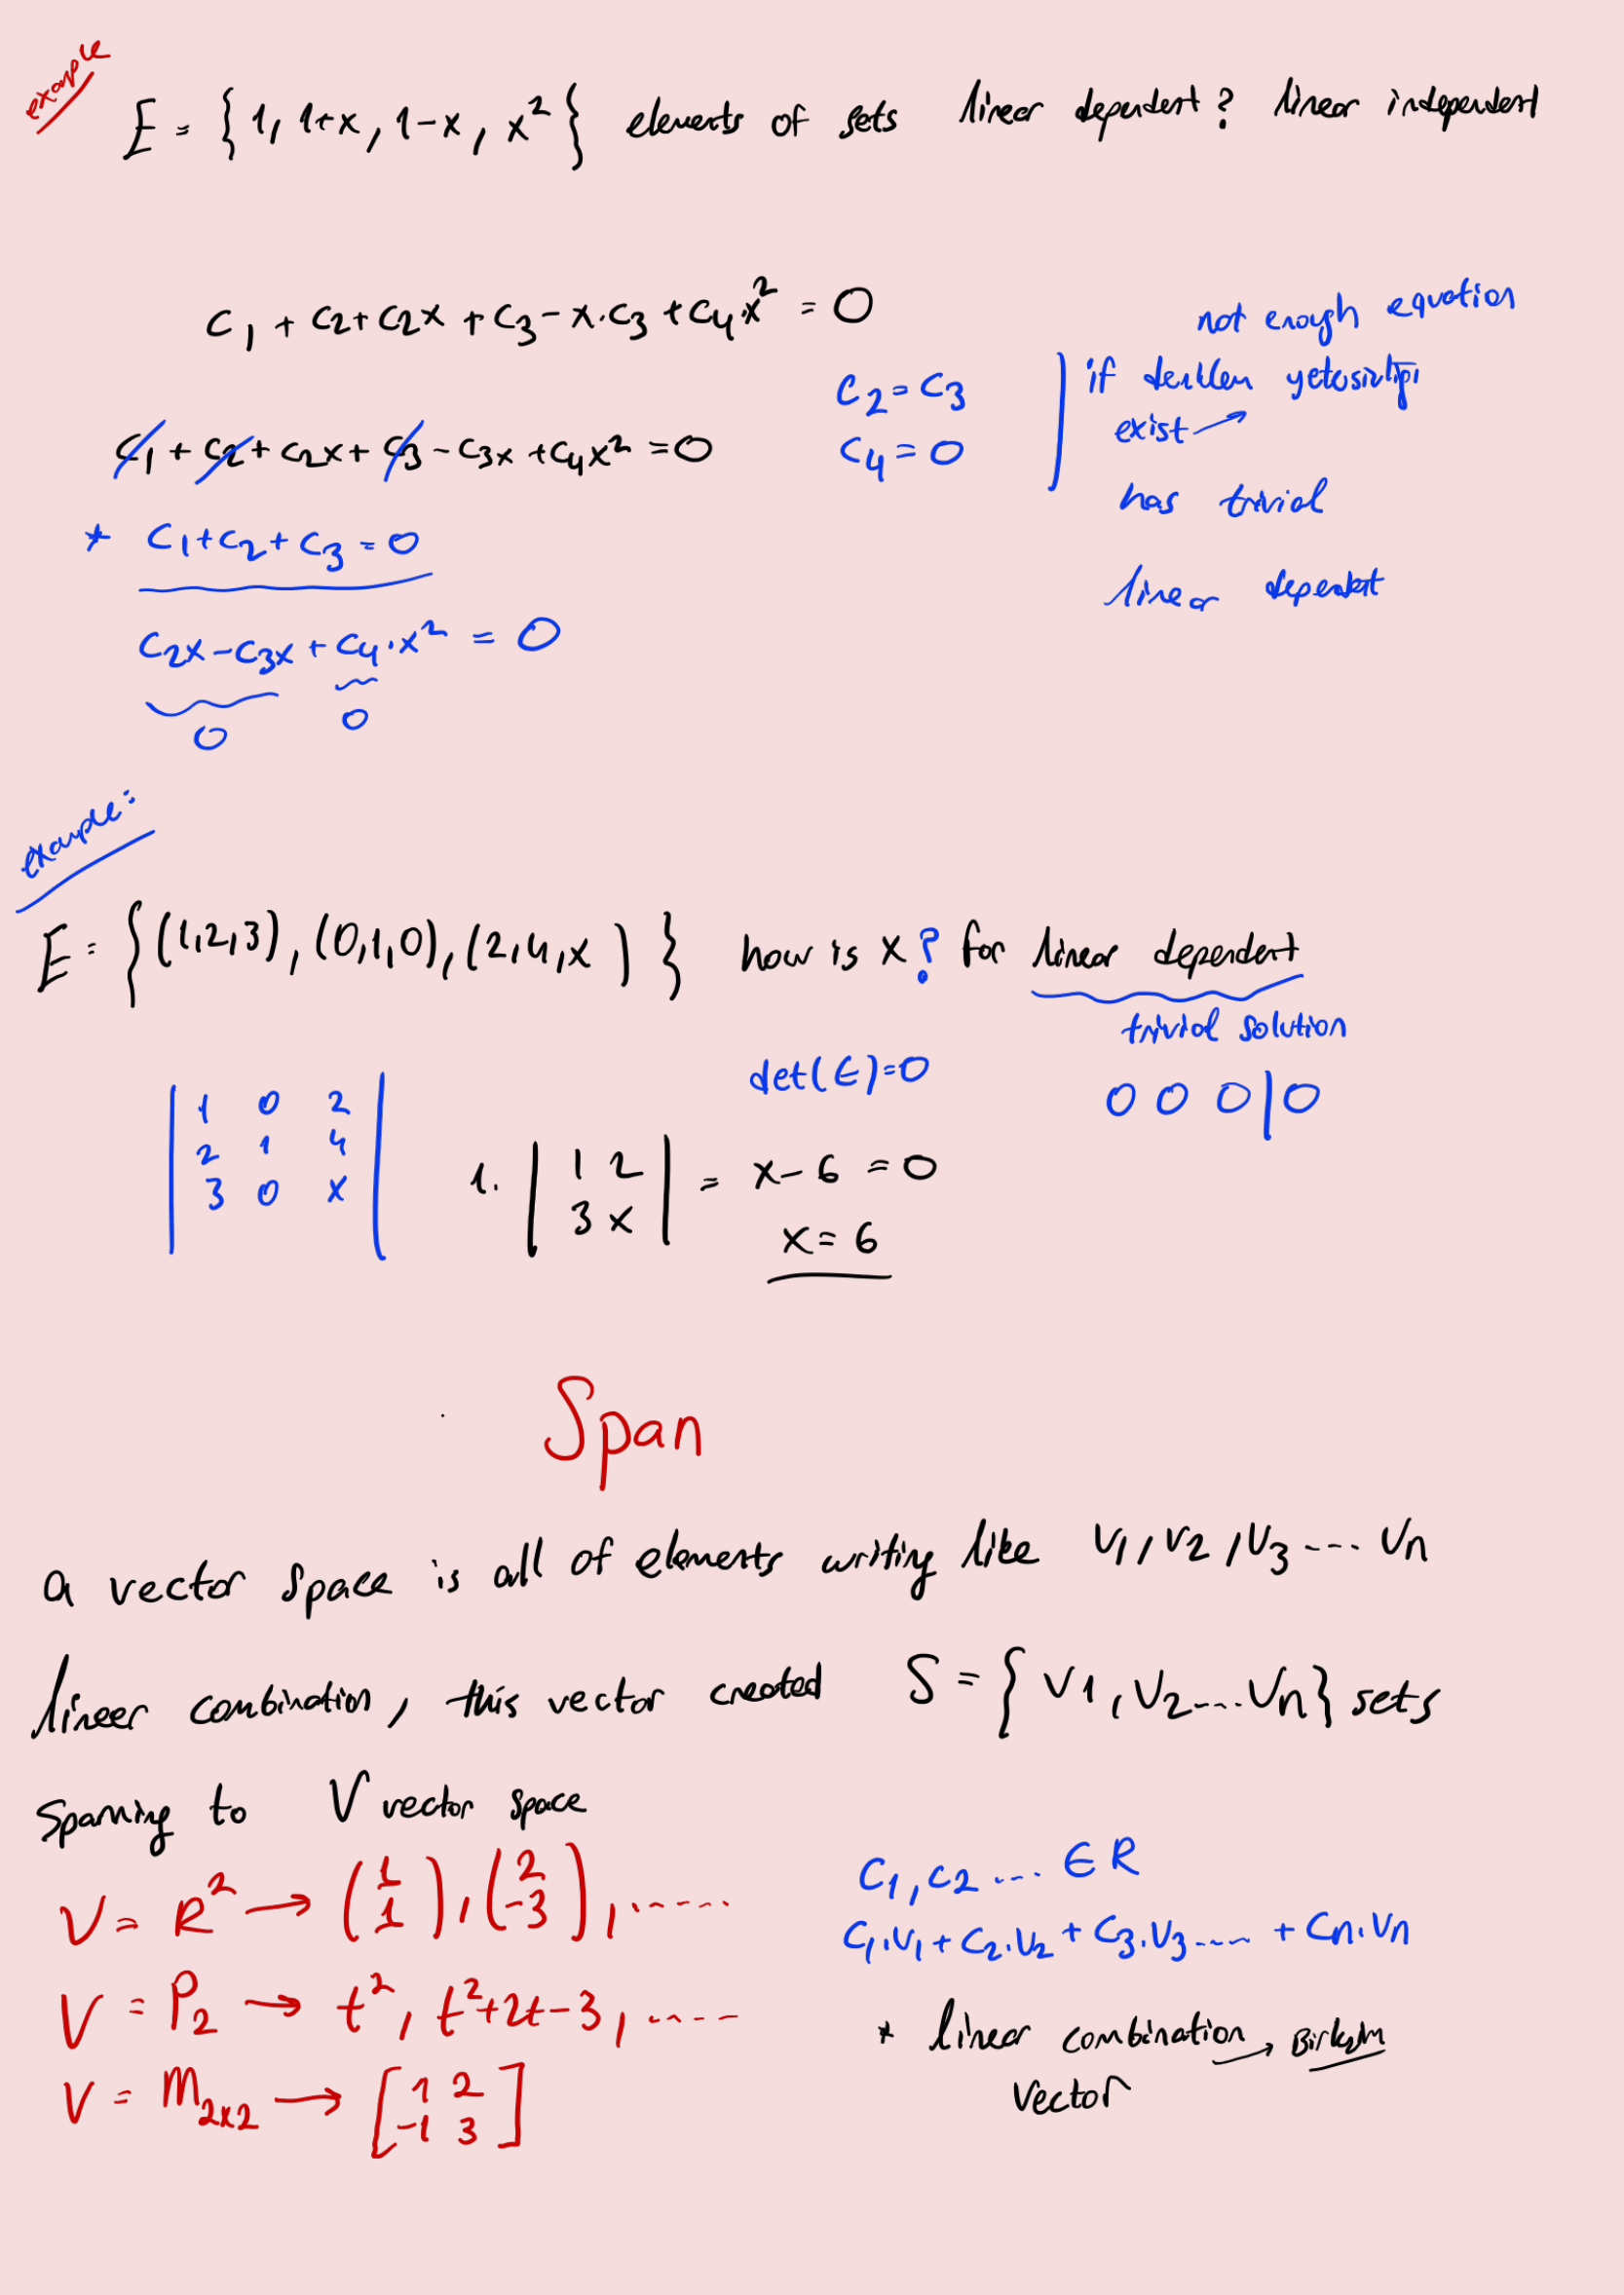 example
E = { 1, 1+x, 1-x, x² } elements of sets linear dependent? linear independent
c₁ + c₂ + c₂x + c₃ - x.c₃ + c₄.x² = 0
not enough equation
c₂ = c₃
if denklem
exist →
c₄ = 0
c₁ + c₂ + c₂x + c₃ - c₃x + c₄x² = 0
has trivial
* c₁+c₂+c₃=0
linear
c₂x - c₃x + c₄.x² = 0
0 0
example:
E = { (1,2,3), (0,1,0), (2,4,x) } how is x? for linear dependent
trivial solution
det(E)=0
0 0 0 | 0
| 1 0 2 |
| 2 1 4 |
| 3 0 x |
1. | 1 2 | = x - 6 = 0
| 3 x |
x = 6
Span
a vector space is all of elements writing like v₁, v₂, v₃ .... vₙ
lineer combination, this vector created S = { v₁, v₂ .... vₙ } sets
spaning to V vector space
V = R² → (1 1), (2 -3), .....
c₁, c₂ .... ∈ R
c₁.v₁ + c₂.v₂ + c₃.v₃ .... + cₙ.vₙ
V = P₂ → t², t²+2t-3, .....
* linear combination →
vector
V = M₂ₓ₂ → [ 1 2
-1 3 ]